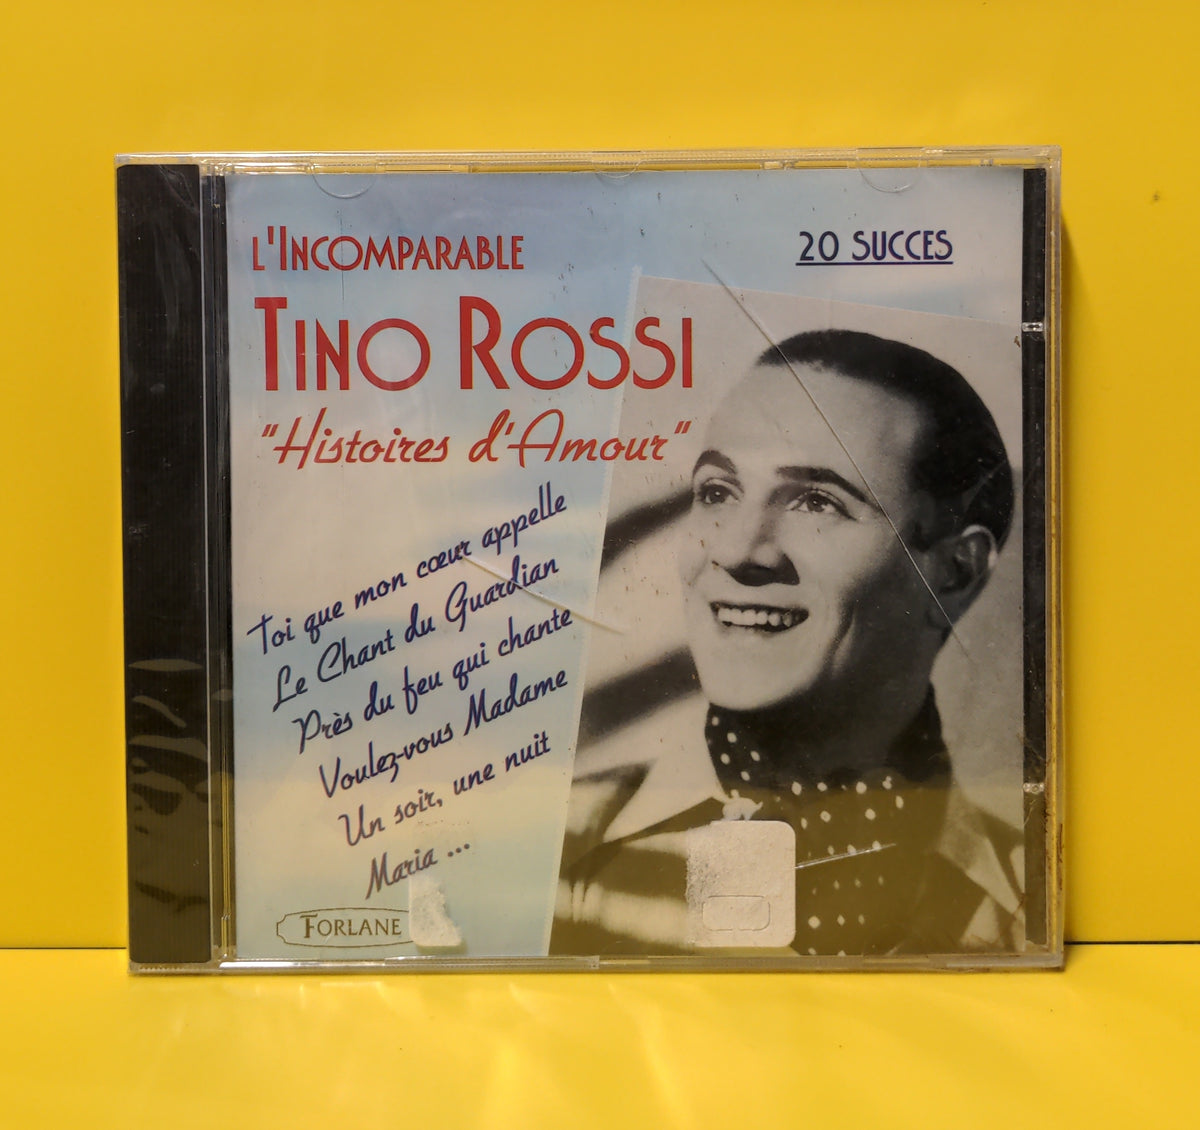 L'INCOMPARABLE
20 SUCCES
TINO ROSSI
"Histoires d'Amour"
Toi que mon cœur appelle
Le Chant du Guardian
Près du feu qui chante
Voulez-vous Madame
Un soir, une nuit
Maria ...
FORLANE